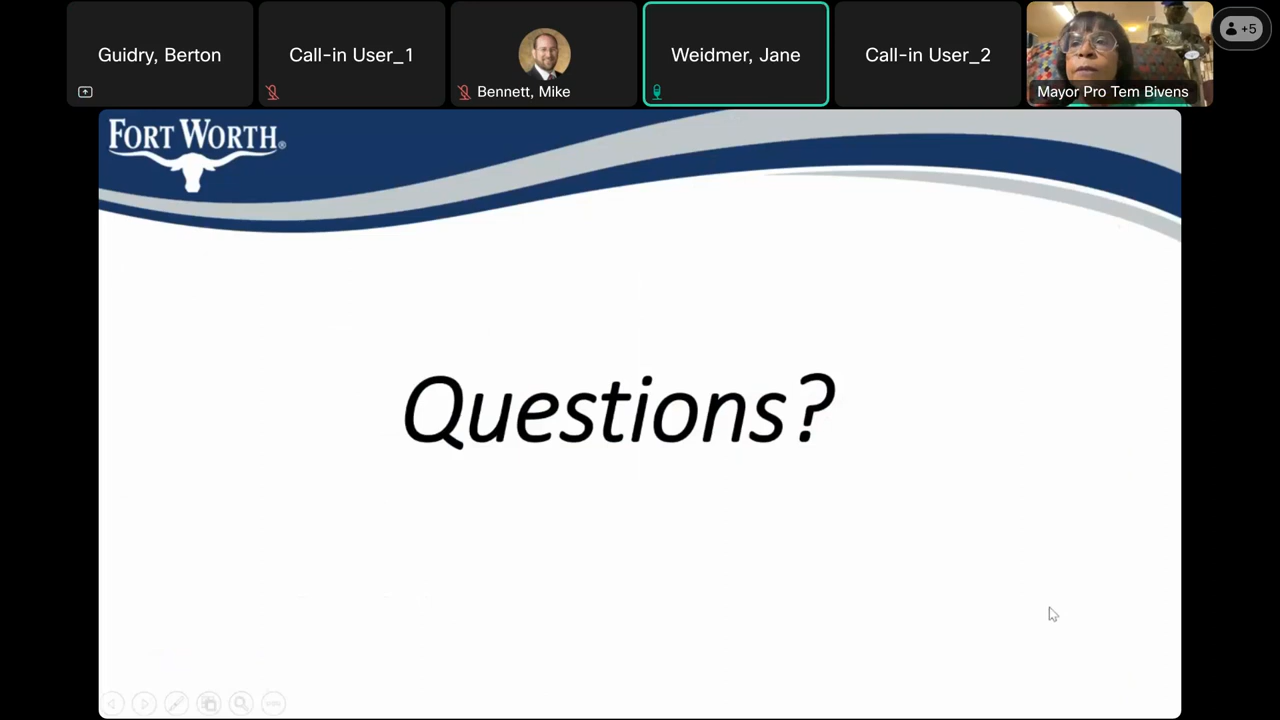 Guidry, Berton
Call-in User_1
Bennett, Mike
Weidmer, Jane
Call-in User_2
Mayor Pro Tem Bivens
+5
FORT WORTH®
Questions?